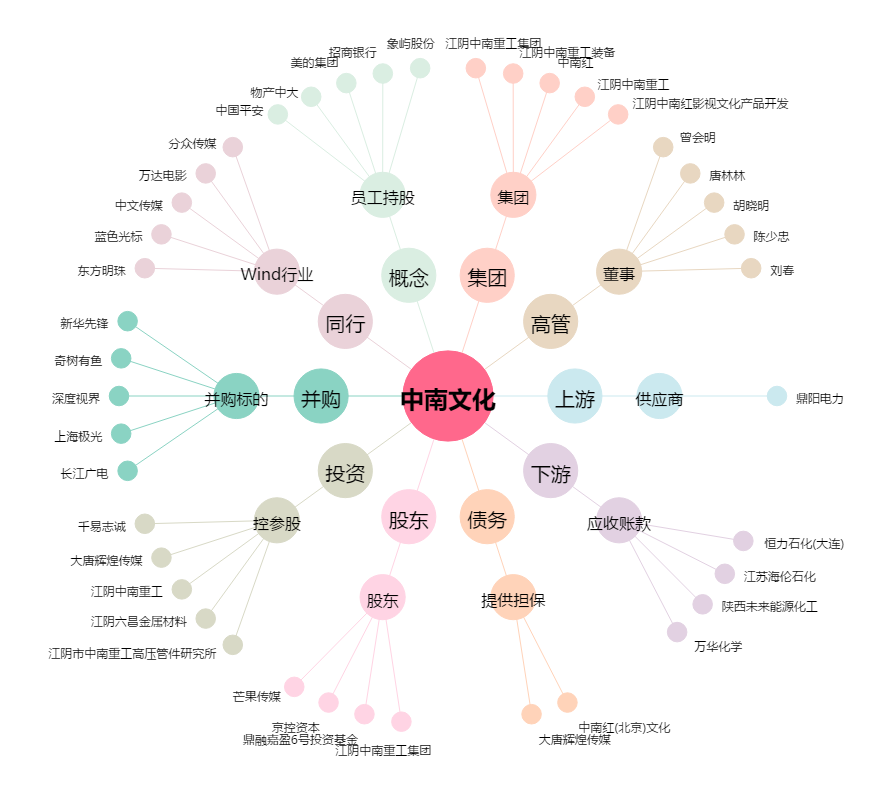 象屿股份
江阴中南重工集团
招商银行
江阴中南重工装备
美的集团
中南红
物产中大
江阴中南重工
中国平安
江阴中南红影视文化产品开发
分众传媒
曾会明
万达电影
唐林林
中文传媒
胡晓明
蓝色光标
陈少忠
东方明珠
刘春
员工持股
集团
Wind行业
董事
概念
集团
同行
高管
新华先锋
奇树有鱼
深度视界
上海极光
长江广电
并购标的
并购
中南文化
上游
供应商
鼎阳电力
投资
下游
控参股
股东
债务
应收账款
千易志诚
大唐辉煌传媒
江阴中南重工
江阴六昌金属材料
江阴市中南重工高压管件研究所
恒力石化(大连)
江苏海伦石化
陕西未来能源化工
万华化学
股东
提供担保
芒果传媒
京控资本
鼎融嘉盈6号投资基金
江阴中南重工集团
中南红(北京)文化
大唐辉煌传媒